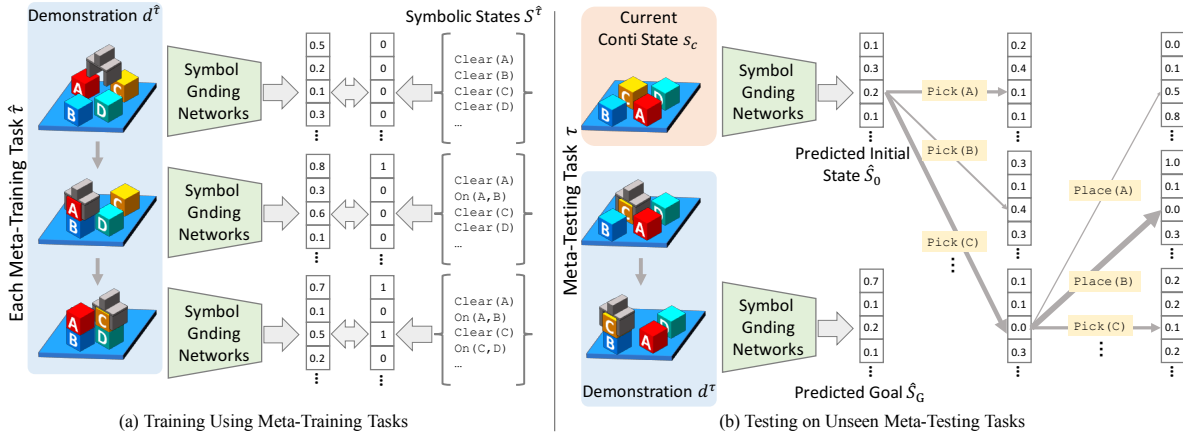 Each Meta-Training Task τ̂
Demonstration d^τ̂
A
C
B
D
A
C
B
D
A
C
B
D
Symbol
Gnding
Networks
Symbol
Gnding
Networks
Symbol
Gnding
Networks
0.5
0.2
0.1
0.3
0
0
0
0
0.8
0.3
0.6
0.1
1
0
0
0
0.7
0.1
0.5
0.2
1
0
1
0
Symbolic States S^τ̂
Clear(A)
Clear(B)
Clear(C)
Clear(D)
…
Clear(A)
On(A,B)
Clear(C)
Clear(D)
…
Clear(A)
On(A,B)
Clear(C)
On(C,D)
…
(a) Training Using Meta-Training Tasks
Meta-Testing Task τ
Current
Conti State s_c
C
D
B
A
Symbol
Gnding
Networks
0.1
0.3
0.2
0.1
Predicted Initial
State Ŝ_0
C
D
B
A
C
D
B
A
Demonstration d^τ
Symbol
Gnding
Networks
0.7
0.1
0.2
0.1
Predicted Goal Ŝ_G
Pick(A)
Pick(B)
Pick(C)
0.2
0.4
0.1
0.1
0.3
0.1
0.4
0.3
0.1
0.1
0.0
0.3
Place(A)
Place(B)
Pick(C)
0.0
0.1
0.5
0.8
1.0
0.1
0.0
0.3
0.2
0.2
0.1
0.2
(b) Testing on Unseen Meta-Testing Tasks